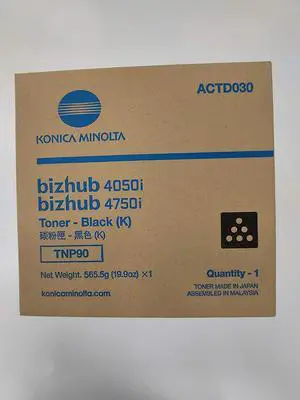 ACTD030
KONICA MINOLTA
bizhub 4050i
bizhub 4750i
Toner - Black (K)
碳粉匣 - 黑色 (K)
TNP90
Net Weight. 565.5g (19.9oz) ×1
Quantity - 1
konicaminolta.com
TONER MADE IN JAPAN
ASSEMBLED IN MALAYSIA